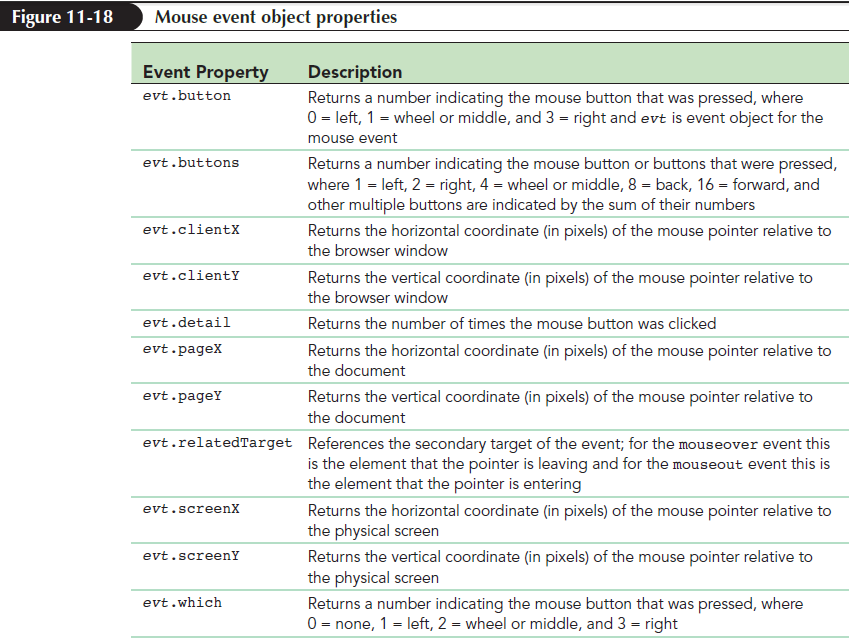 Figure 11-18 Mouse event object properties
Event Property Description
evt.button Returns a number indicating the mouse button that was pressed, where
0 = left, 1 = wheel or middle, and 3 = right and evt is event object for the
mouse event
evt.buttons Returns a number indicating the mouse button or buttons that were pressed,
where 1 = left, 2 = right, 4 = wheel or middle, 8 = back, 16 = forward, and
other multiple buttons are indicated by the sum of their numbers
evt.clientX Returns the horizontal coordinate (in pixels) of the mouse pointer relative to
the browser window
evt.clientY Returns the vertical coordinate (in pixels) of the mouse pointer relative to
the browser window
evt.detail Returns the number of times the mouse button was clicked
evt.pageX Returns the horizontal coordinate (in pixels) of the mouse pointer relative to
the document
evt.pageY Returns the vertical coordinate (in pixels) of the mouse pointer relative to
the document
evt.relatedTarget References the secondary target of the event; for the mouseover event this
is the element that the pointer is leaving and for the mouseout event this is
the element that the pointer is entering
evt.screenX Returns the horizontal coordinate (in pixels) of the mouse pointer relative to
the physical screen
evt.screenY Returns the vertical coordinate (in pixels) of the mouse pointer relative to
the physical screen
evt.which Returns a number indicating the mouse button that was pressed, where
0 = none, 1 = left, 2 = wheel or middle, and 3 = right